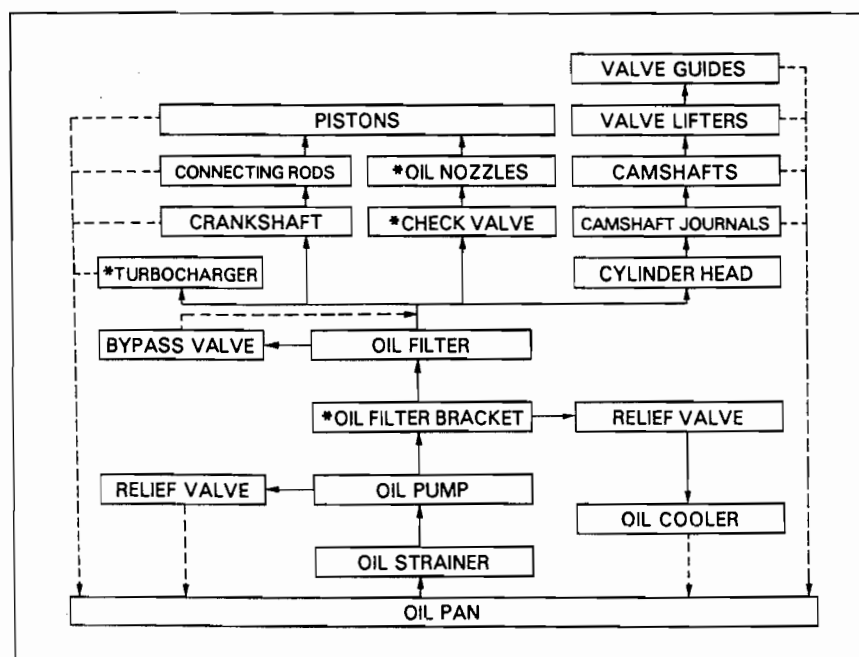 VALVE GUIDES
PISTONS
VALVE LIFTERS
CONNECTING RODS
*OIL NOZZLES
CAMSHAFTS
CRANKSHAFT
*CHECK VALVE
CAMSHAFT JOURNALS
*TURBOCHARGER
CYLINDER HEAD
BYPASS VALVE
OIL FILTER
*OIL FILTER BRACKET
RELIEF VALVE
RELIEF VALVE
OIL PUMP
OIL COOLER
OIL STRAINER
OIL PAN